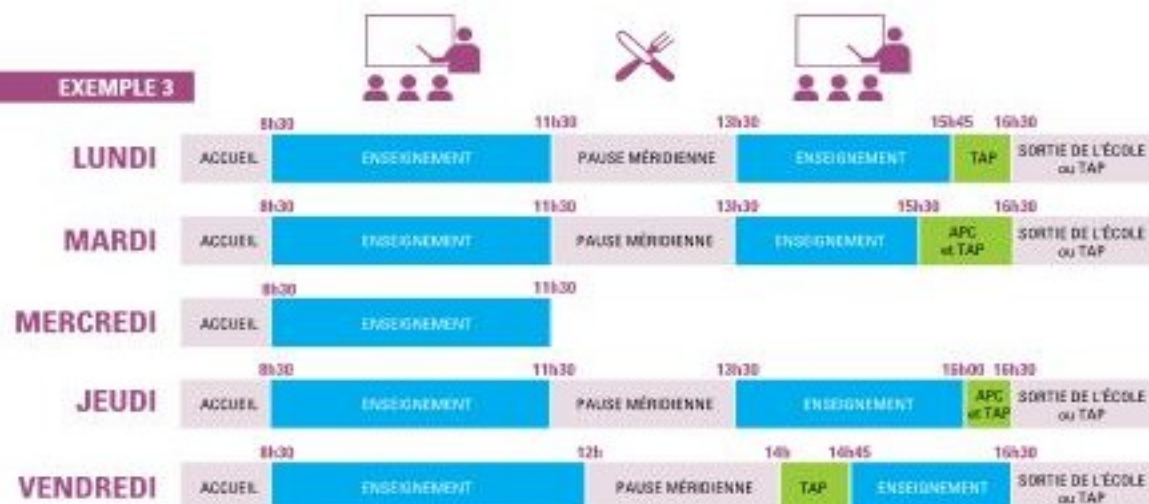 EXEMPLE 3
8h30 11h30 13h30 15h45 16h30
LUNDI ACCUEIL ENSEIGNEMENT PAUSE MÉRIDIENNE ENSEIGNEMENT TAP SORTIE DE L'ÉCOLE ou TAP
8h30 11h30 13h30 15h30 16h30
MARDI ACCUEIL ENSEIGNEMENT PAUSE MÉRIDIENNE ENSEIGNEMENT APC et TAP SORTIE DE L'ÉCOLE ou TAP
8h30 11h30
MERCREDI ACCUEIL ENSEIGNEMENT
8h30 11h30 13h30 16h00 16h30
JEUDI ACCUEIL ENSEIGNEMENT PAUSE MÉRIDIENNE ENSEIGNEMENT APC et TAP SORTIE DE L'ÉCOLE ou TAP
8h30 12h 14h 14h45 16h30
VENDREDI ACCUEIL ENSEIGNEMENT PAUSE MÉRIDIENNE TAP ENSEIGNEMENT SORTIE DE L'ÉCOLE ou TAP